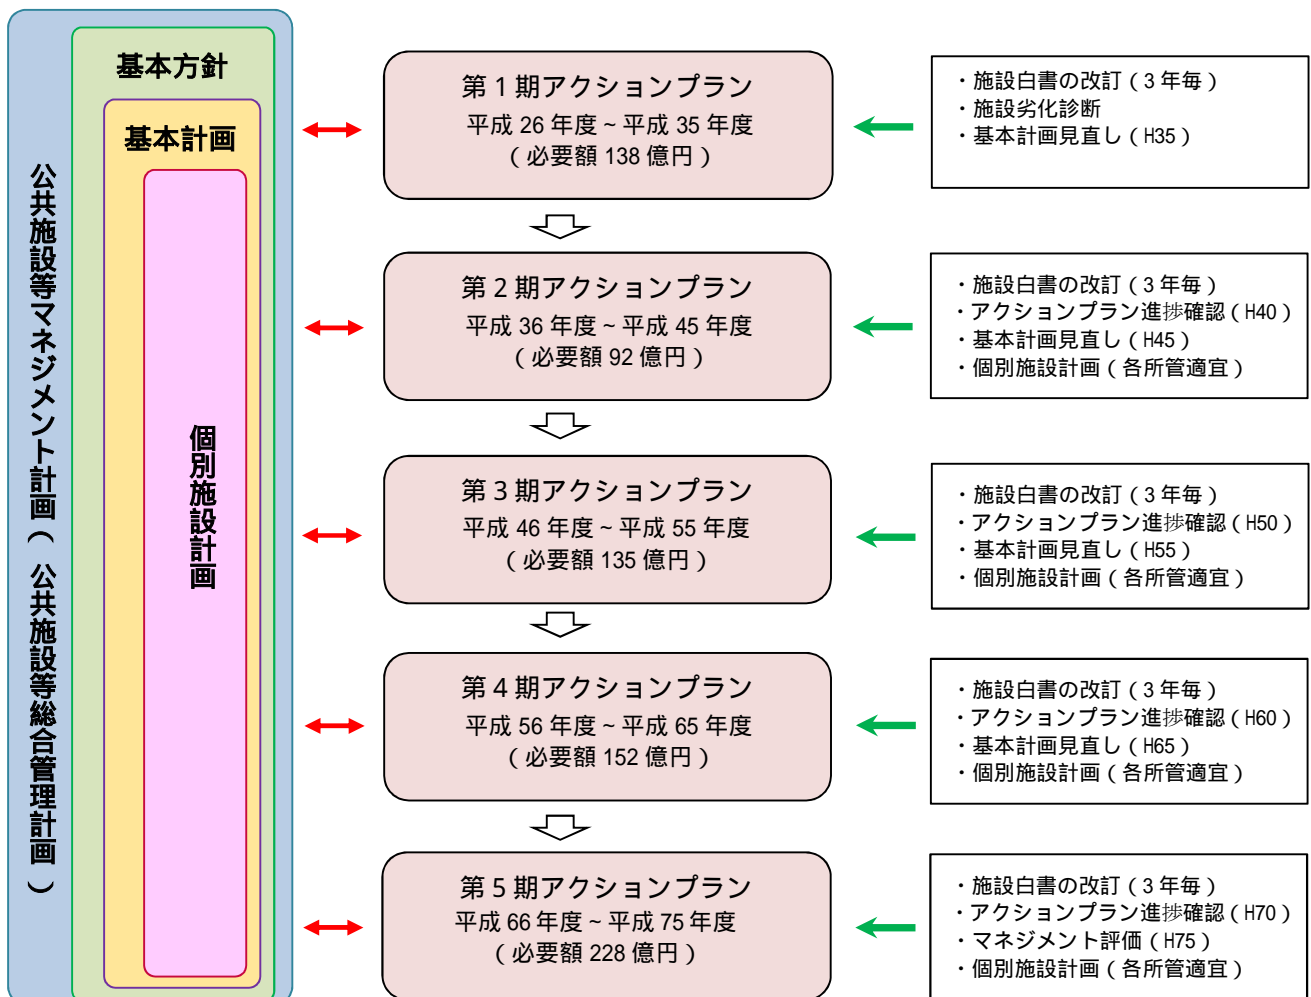 公共施設等マネジメント計画(公共施設等総合管理計画)
基本方針
基本計画
個別施設計画
第1期アクションプラン
平成 26 年度 ~ 平成 35 年度
(必要額 138 億円)
・施設白書の改訂(3年毎)
・施設劣化診断
・基本計画見直し(H35)
第2期アクションプラン
平成 36 年度 ~ 平成 45 年度
(必要額 92 億円)
・施設白書の改訂(3年毎)
・アクションプラン進捗確認(H40)
・基本計画見直し(H45)
・個別施設計画(各所管適宜)
第3期アクションプラン
平成 46 年度 ~ 平成 55 年度
(必要額 135 億円)
・施設白書の改訂(3年毎)
・アクションプラン進捗確認(H50)
・基本計画見直し(H55)
・個別施設計画(各所管適宜)
第4期アクションプラン
平成 56 年度 ~ 平成 65 年度
(必要額 152 億円)
・施設白書の改訂(3年毎)
・アクションプラン進捗確認(H60)
・基本計画見直し(H65)
・個別施設計画(各所管適宜)
第5期アクションプラン
平成 66 年度 ~ 平成 75 年度
(必要額 228 億円)
・施設白書の改訂(3年毎)
・アクションプラン進捗確認(H70)
・マネジメント評価(H75)
・個別施設計画(各所管適宜)